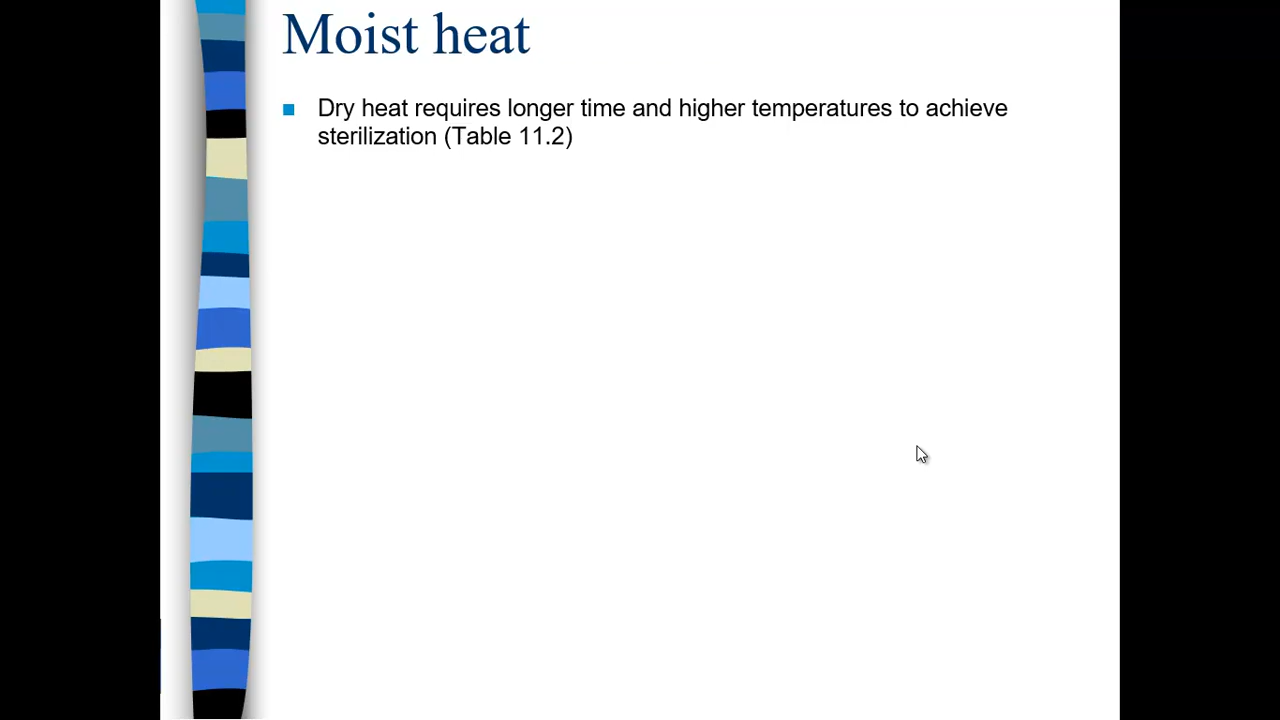 Moist heat
Dry heat requires longer time and higher temperatures to achieve
sterilization (Table 11.2)